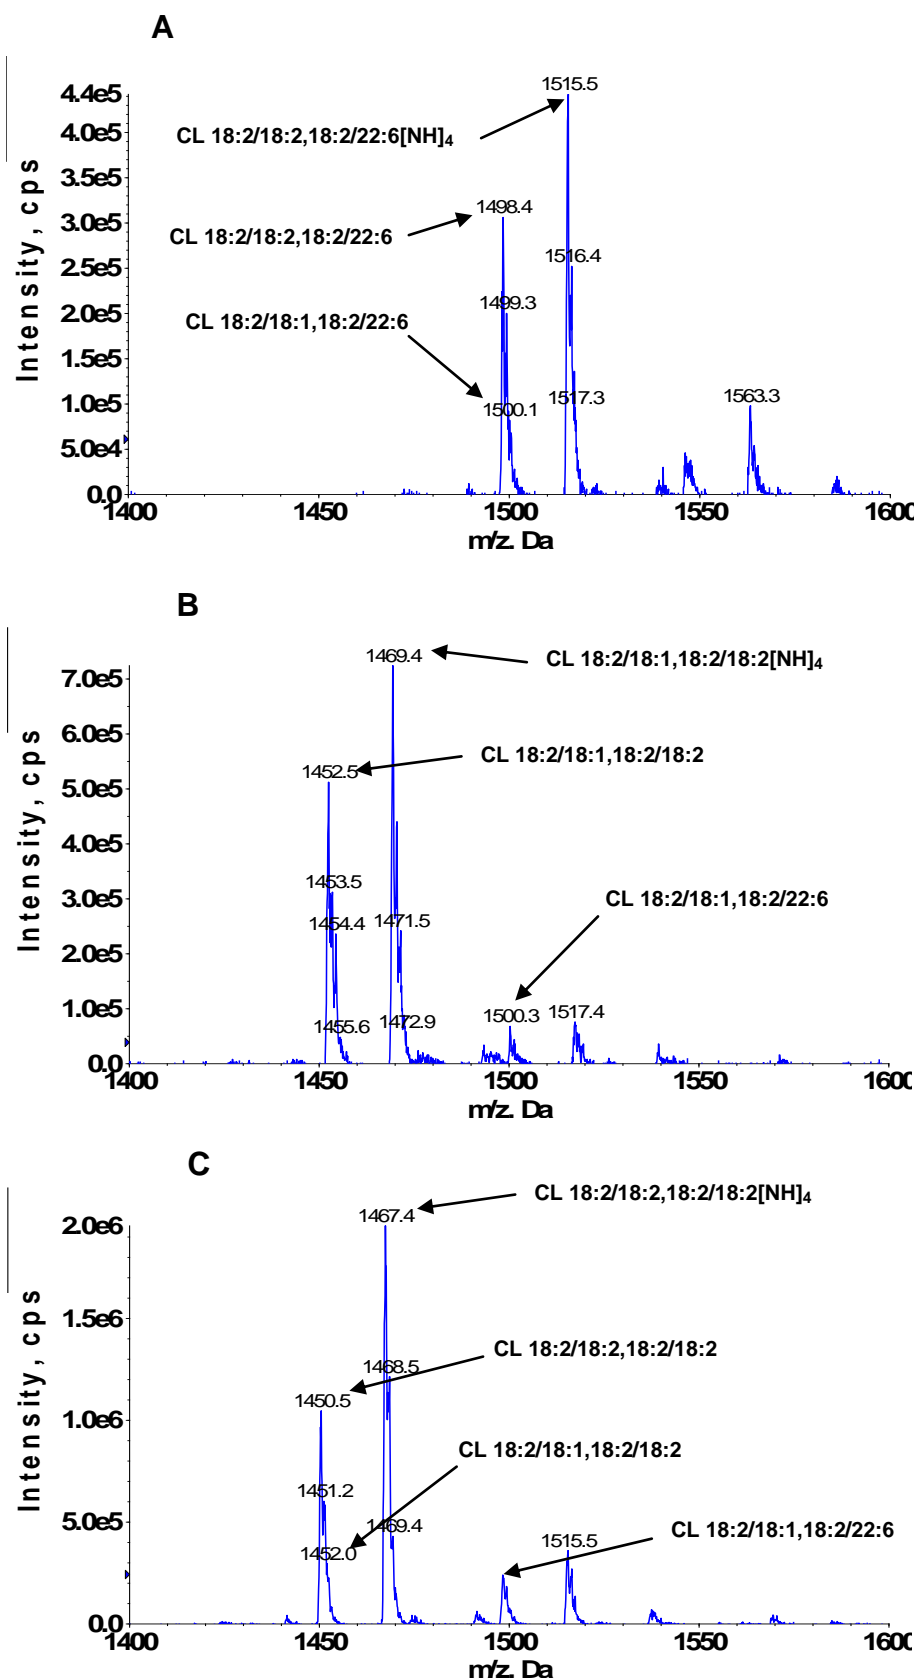 A
Intensity, cps
4.4e5
4.0e5
3.5e5
3.0e5
2.5e5
2.0e5
1.5e5
1.0e5
5.0e4
0.0
1515.5
CL 18:2/18:2,18:2/22:6[NH]4
1498.4
CL 18:2/18:2,18:2/22:6
1516.4
1499.3
CL 18:2/18:1,18:2/22:6
1500.1
1517.3
1563.3
1400 1450 1500 1550 1600
m/z. Da
B
Intensity, cps
7.0e5
6.0e5
5.0e5
4.0e5
3.0e5
2.0e5
1.0e5
0.0
1469.4
CL 18:2/18:1,18:2/18:2[NH]4
CL 18:2/18:1,18:2/18:2
1452.5
1453.5
CL 18:2/18:1,18:2/22:6
1454.4 1471.5
1455.6 1472.9
1500.3 1517.4
1400 1450 1500 1550 1600
m/z. Da
C
Intensity, cps
2.0e6
1.5e6
1.0e6
5.0e5
0.0
CL 18:2/18:2,18:2/18:2[NH]4
1467.4
CL 18:2/18:2,18:2/18:2
1468.5
1450.5
CL 18:2/18:1,18:2/18:2
1451.2
1469.4
CL 18:2/18:1,18:2/22:6
1452.0
1515.5
1400 1450 1500 1550 1600
m/z. Da